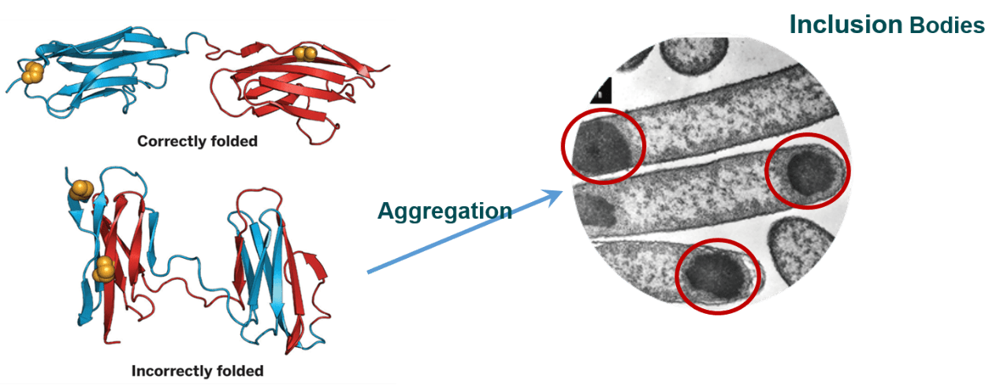 Inclusion Bodies
Correctly folded
Aggregation
Incorrectly folded